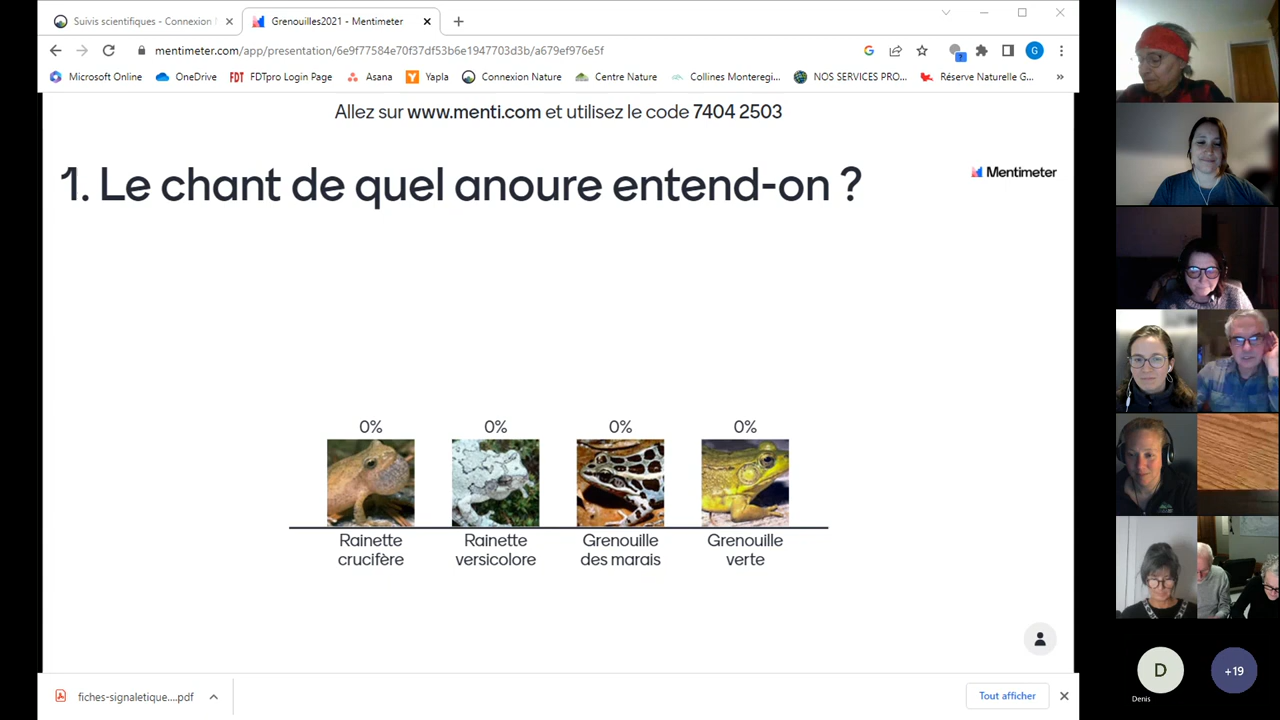 Suivis scientifiques - Connexion
Grenouilles2021 - Mentimeter
mentimeter.com/app/presentation/6e9f77584e70f37df53b6e1947703d3b/a679ef976e5f
G
Microsoft Online
OneDrive
FDT FDTpro Login Page
Asana
Yapla
Connexion Nature
Centre Nature
Collines Monteregi...
NOS SERVICES PRO...
Réserve Naturelle G...
Allez sur www.menti.com et utilisez le code 7404 2503
1. Le chant de quel anoure entend-on ?
Mentimeter
0% 0% 0% 0%
Rainette crucifère
Rainette versicolore
Grenouille des marais
Grenouille verte
fiches-signaletique....pdf
Tout afficher
D
Denis
+19